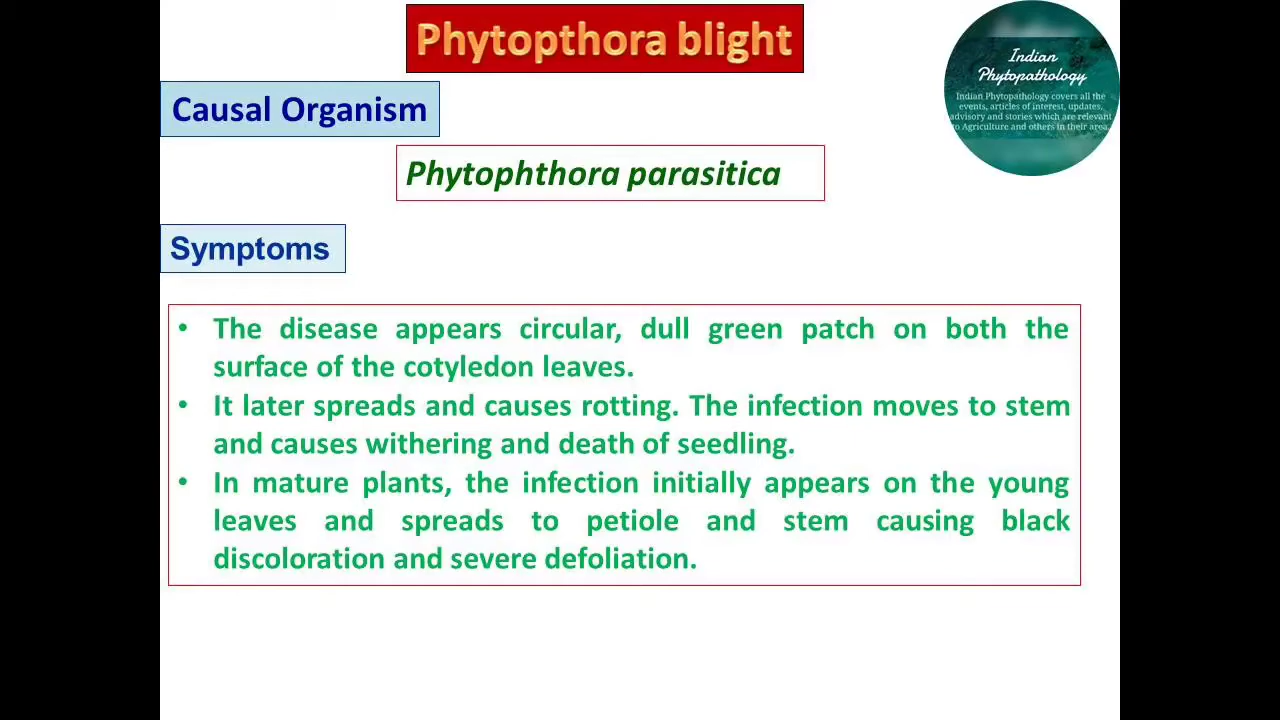 Phytopthora blight
Indian
Phytopathology
Indian Phytopathology covers all the
events, articles of interest, updates,
advisory and stories which are relevant
to Agriculture and others in their area.
Causal Organism
Phytophthora parasitica
Symptoms
• The disease appears circular, dull green patch on both the
surface of the cotyledon leaves.
• It later spreads and causes rotting. The infection moves to stem
and causes withering and death of seedling.
• In mature plants, the infection initially appears on the young
leaves and spreads to petiole and stem causing black
discoloration and severe defoliation.